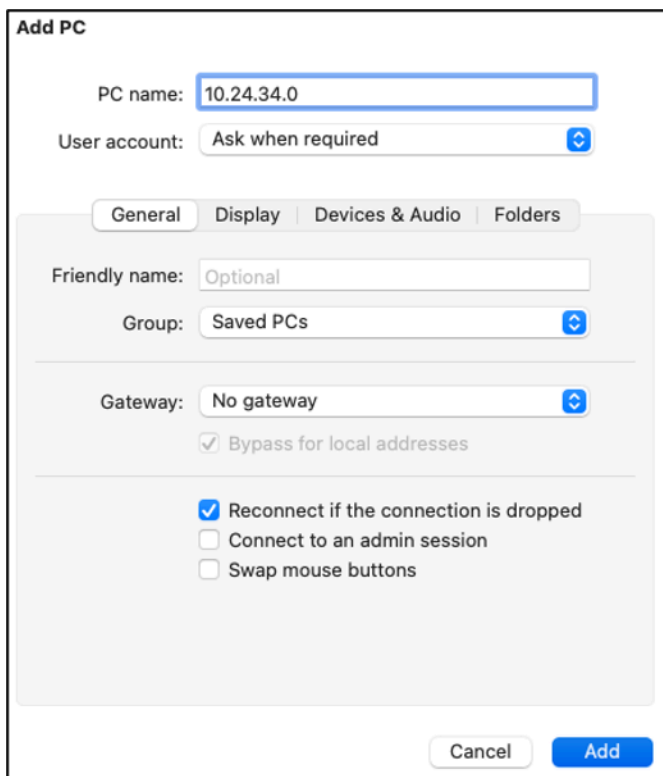 Add PC
PC name: 10.24.34.0
User account: Ask when required
General Display Devices & Audio Folders
Friendly name: Optional
Group: Saved PCs
Gateway: No gateway
Bypass for local addresses
Reconnect if the connection is dropped
Connect to an admin session
Swap mouse buttons
Cancel Add